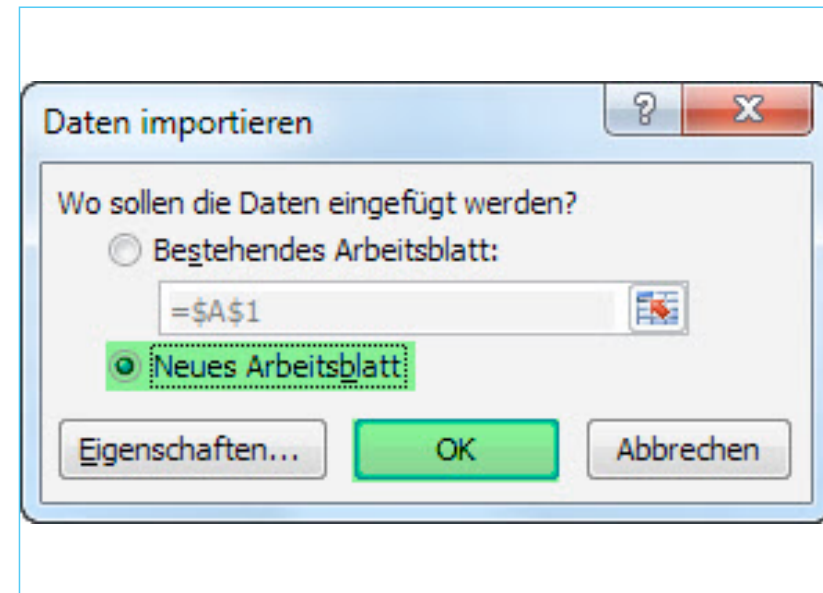 Daten importieren
Wo sollen die Daten eingefügt werden?
Bestehendes Arbeitsblatt:
=$A$1
Neues Arbeitsblatt
Eigenschaften... OK Abbrechen